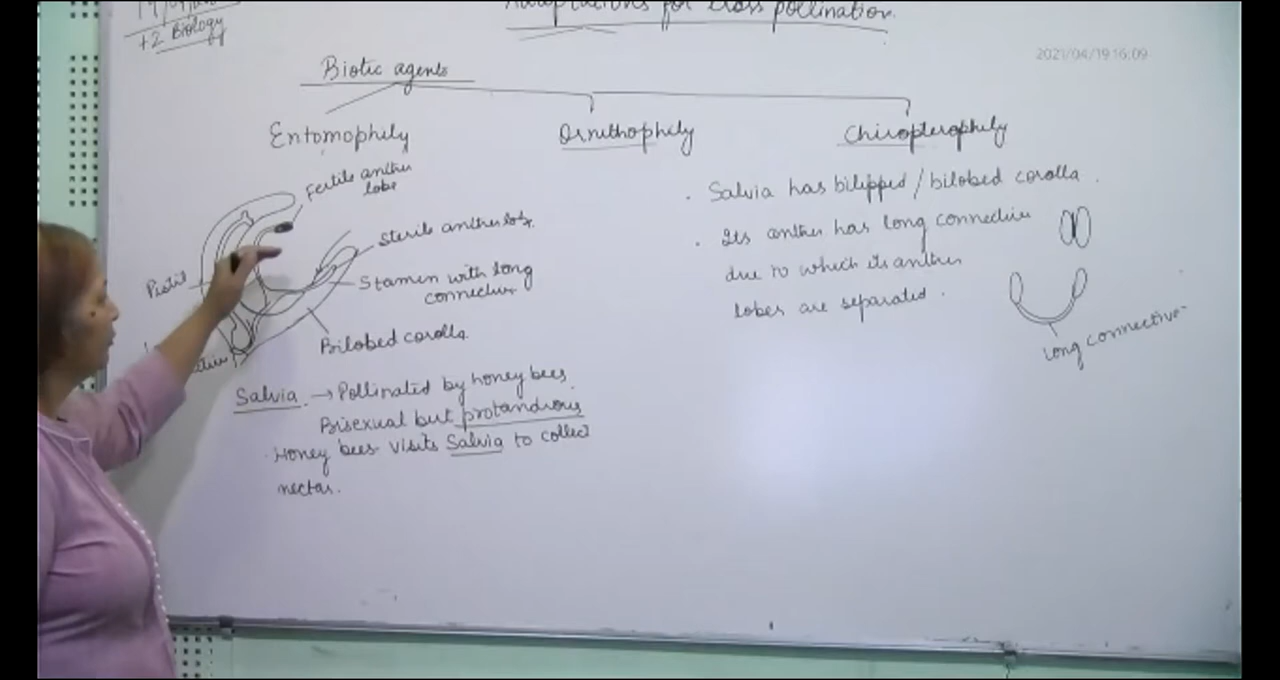 +2 Biology
Adaptations for cross pollination.
2021/04/19 16:09
Biotic agents
Entomophily
Ornithophily
Chiropterophily
Fertile anther
lobe
Sterile anther lobe.
Pistil
Stamen with long
connective
Bilobed corolla
Salvia → Pollinated by honey bees.
Bisexual but protandrous
· Honey bees visits Salvia to collect
nectar.
· Salvia has bilipped / bilobed corolla.
· Its anther has long connective
due to which its anther
lobes are separated.
long connective